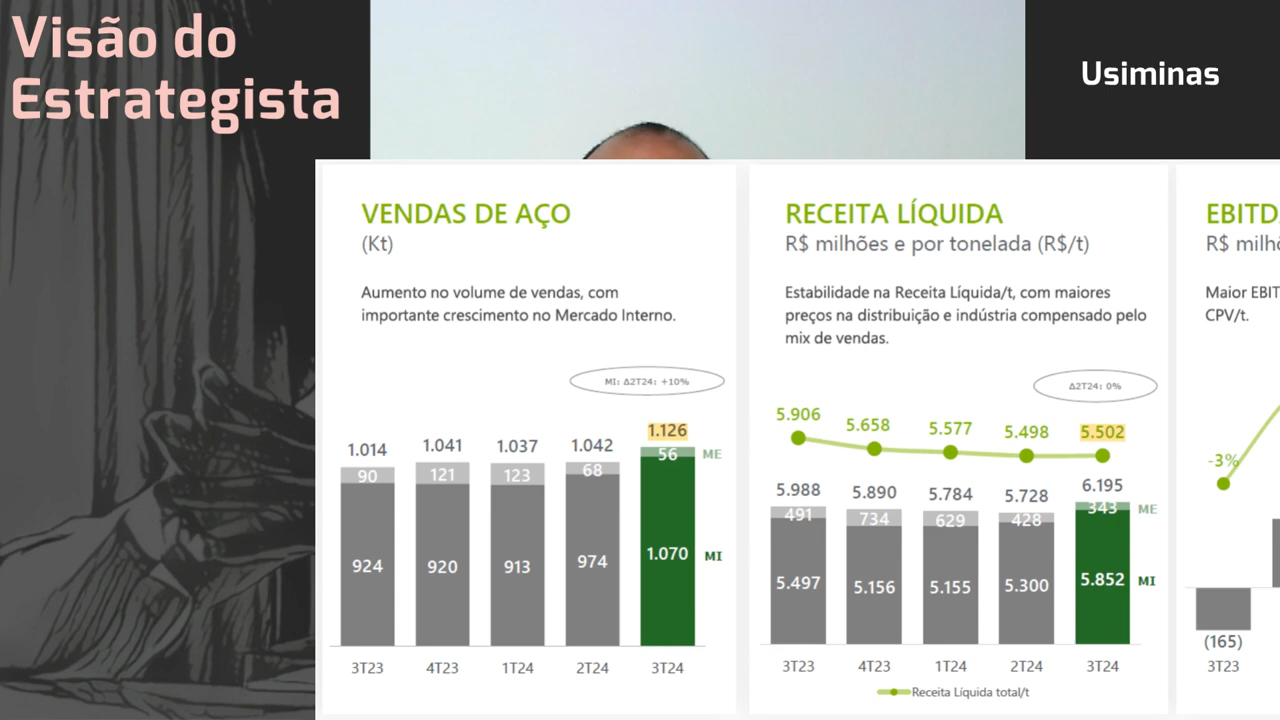 Visão do
Estrategista
Usiminas
VENDAS DE AÇO
(Kt)
Aumento no volume de vendas, com
importante crescimento no Mercado Interno.
MI: Δ2T24: +10%
1.014
1.041
1.037
1.042
1.126
90
121
123
68
56
ME
924
920
913
974
1.070
MI
3T23
4T23
1T24
2T24
3T24
RECEITA LÍQUIDA
R$ milhões e por tonelada (R$/t)
Estabilidade na Receita Líquida/t, com maiores
preços na distribuição e indústria compensado pelo
mix de vendas.
Δ2T24: 0%
5.906
5.658
5.577
5.498
5.502
5.988
5.890
5.784
5.728
6.195
491
734
629
428
343
ME
5.497
5.156
5.155
5.300
5.852
MI
3T23
4T23
1T24
2T24
3T24
Receita Líquida total/t
EBITD
R$ milh
Maior EBIT
CPV/t.
-3%
(165)
3T23